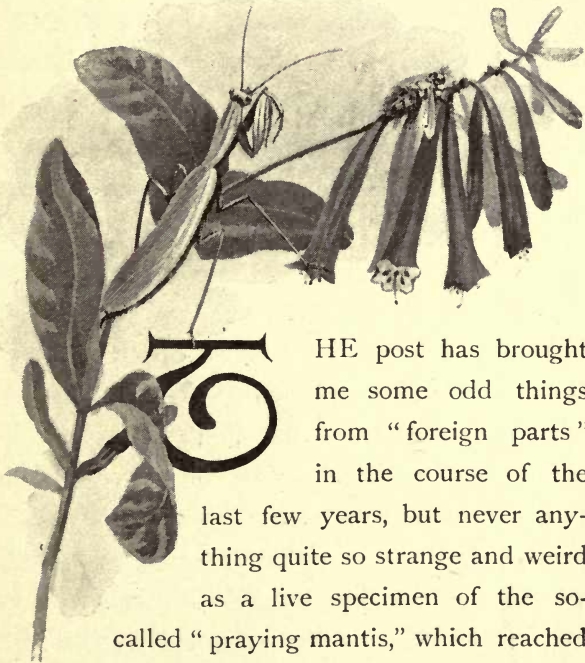 THE post has brought
me some odd things
from “foreign parts”
in the course of the
last few years, but never any-
thing quite so strange and weird
as a live specimen of the so-
called “praying mantis,” which reached